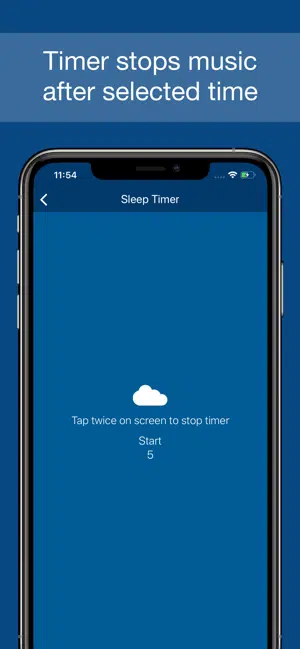 Timer stops music
after selected time
11:54
Sleep Timer
Tap twice on screen to stop timer
Start
5